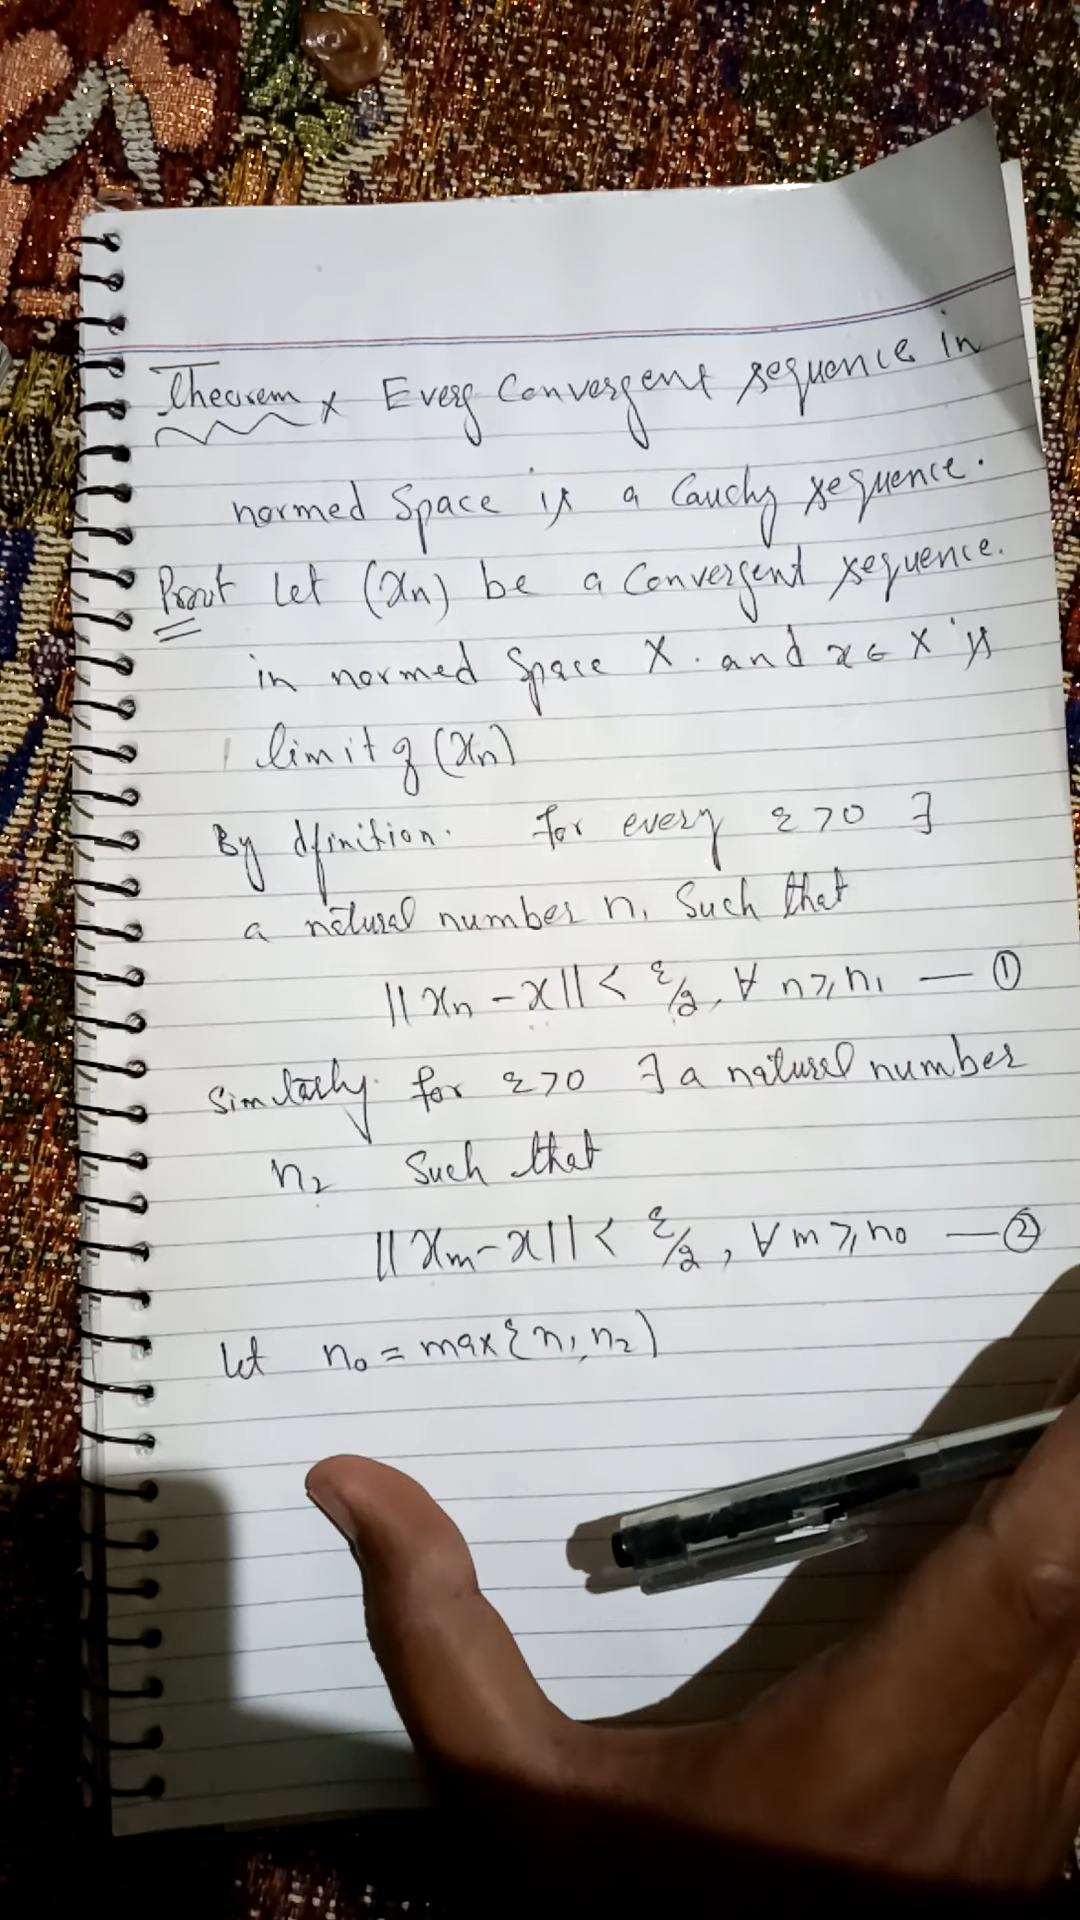 Theorem x Every Convergent sequence in
normed Space is a Cauchy sequence.
Proof Let (xn) be a Convergent sequence.
in normed Space X. and x ∈ X is
limit of (xn)
By dfinition. for every ε>0 ∃
a natural number n₁ Such that
||xn - x|| < ε/2, ∀ n ≥ n₁ — ①
Similarly. for ε>0 ∃ a natural number
n₂ Such that
||xm - x|| < ε/2, ∀ m ≥ n₀ — ②
Let n₀ = max{n₁, n₂)